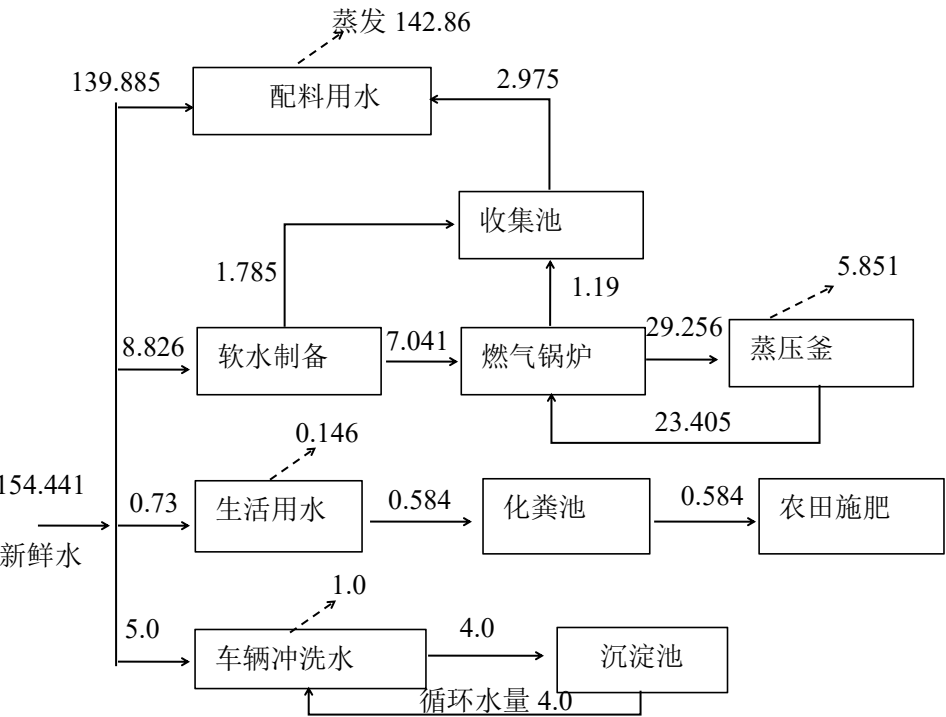 蒸发 142.86
139.885
2.975
配料用水
收集池
1.785
1.19
5.851
8.826
软水制备
7.041
燃气锅炉
29.256
蒸压釜
23.405
0.146
154.441
0.73
生活用水
0.584
化粪池
0.584
农田施肥
新鲜水
1.0
5.0
车辆冲洗水
4.0
沉淀池
循环水量 4.0